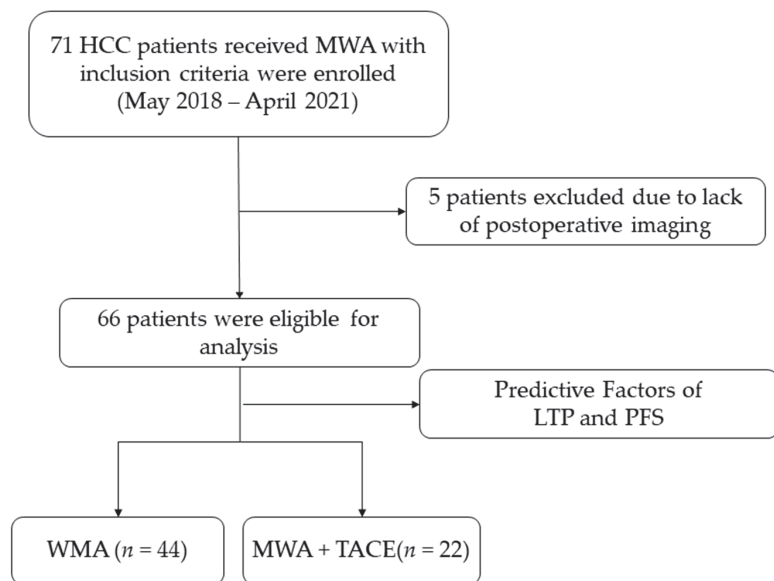 71 HCC patients received MWA with
inclusion criteria were enrolled
(May 2018 – April 2021)
5 patients excluded due to lack
of postoperative imaging
66 patients were eligible for
analysis
Predictive Factors of
LTP and PFS
WMA (n = 44)
MWA + TACE(n = 22)